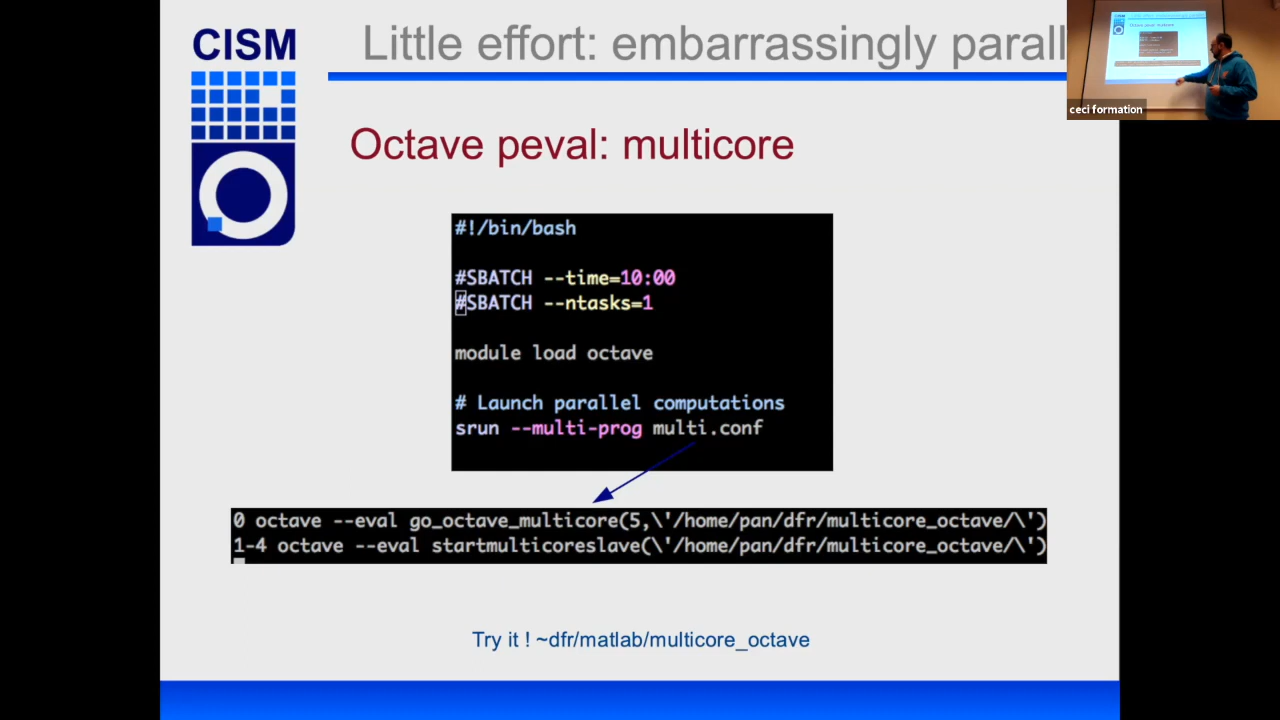 CISM
Little effort: embarrassingly parall
ceci formation
Octave peval: multicore
#!/bin/bash
#SBATCH --time=10:00
#SBATCH --ntasks=1
module load octave
# Launch parallel computations
srun --multi-prog multi.conf
0 octave --eval go_octave_multicore(5,\'/home/pan/dfr/multicore_octave/\')
1-4 octave --eval startmulticoreslave(\'/home/pan/dfr/multicore_octave/\')
Try it ! ~dfr/matlab/multicore_octave